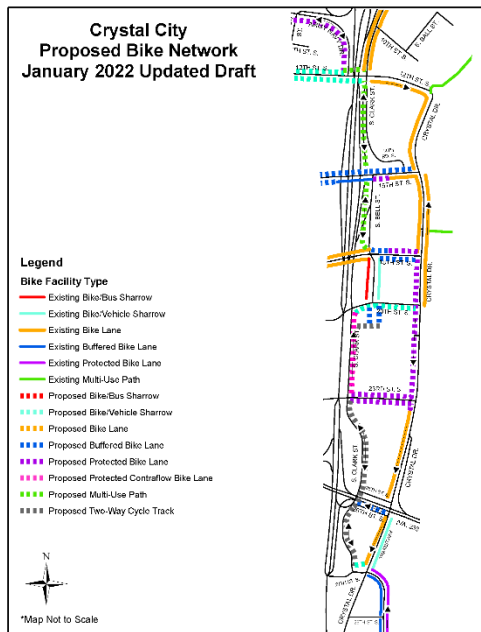 Crystal City
Proposed Bike Network
January 2022 Updated Draft
Legend
Bike Facility Type
Existing Bike/Bus Sharrow
Existing Bike/Vehicle Sharrow
Existing Bike Lane
Existing Buffered Bike Lane
Existing Protected Bike Lane
Existing Multi-Use Path
Proposed Bike/Bus Sharrow
Proposed Bike/Vehicle Sharrow
Proposed Bike Lane
Proposed Buffered Bike Lane
Proposed Protected Bike Lane
Proposed Protected Contraflow Bike Lane
Proposed Multi-Use Path
Proposed Two-Way Cycle Track
N
*Map Not to Scale
S. BALL ST.
12TH ST. S.
S. CLARK ST.
CRYSTAL DR.
15TH ST. S.
S. BELL ST.
CRYSTAL DR.
23RD ST. S.
S. CLARK ST.
CRYSTAL DR.
CRYSTAL DR.